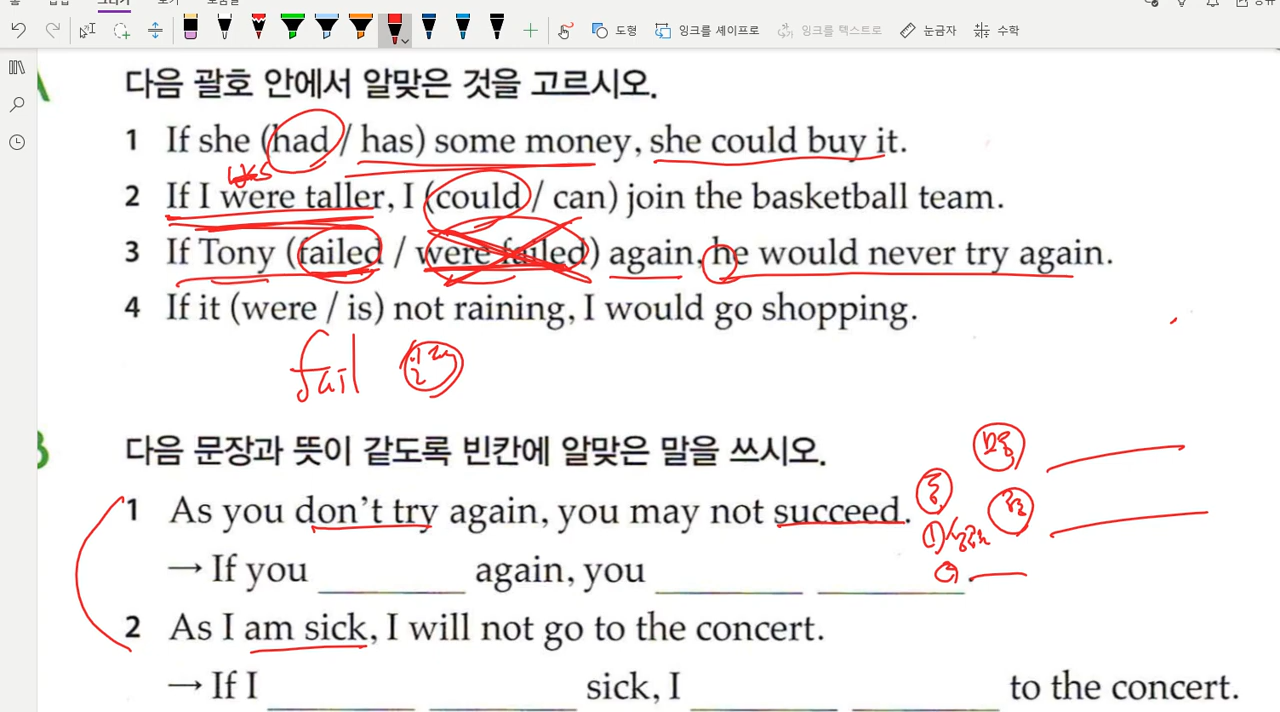 도형 잉크를 셰이프로 잉크를 텍스트로 눈금자 수학
다음 괄호 안에서 알맞은 것을 고르시오.
1 If she (had / has) some money, she could buy it.
was
2 If I were taller, I (could / can) join the basketball team.
3 If Tony (failed / were failed) again, he would never try again.
4 If it (were / is) not raining, I would go shopping.
fail
B 다음 문장과 뜻이 같도록 빈칸에 알맞은 말을 쓰시오.
1 As you don't try again, you may not succeed.
→ If you ________ again, you ________ ________.
2 As I am sick, I will not go to the concert.
→ If I ________ ________ sick, I ________ ________ to the concert.